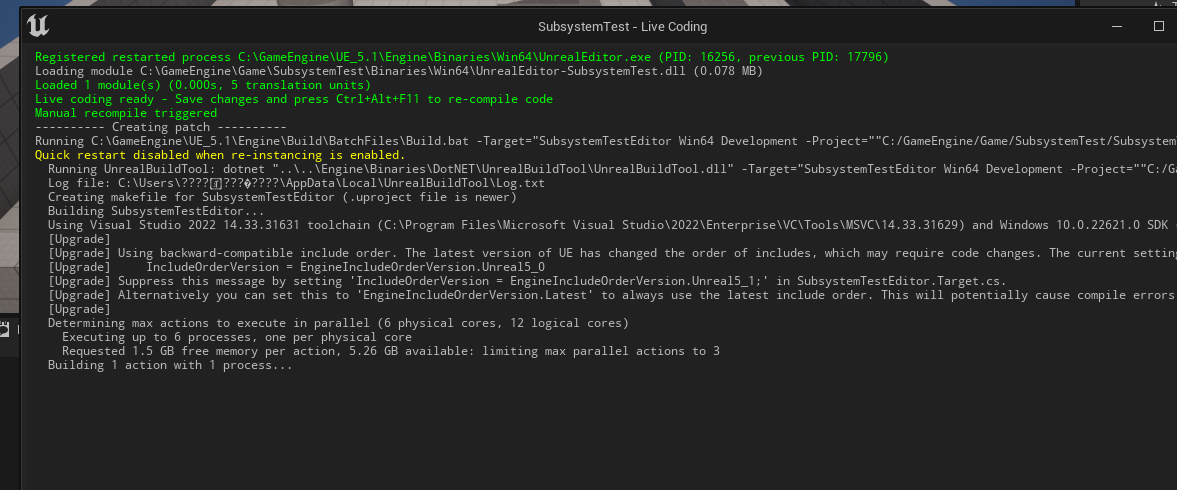 SubsystemTest - Live Coding
Registered restarted process C:\GameEngine\UE_5.1\Engine\Binaries\Win64\UnrealEditor.exe (PID: 16256, previous PID: 17796)
Loading module C:\GameEngine\Game\SubsystemTest\Binaries\Win64\UnrealEditor-SubsystemTest.dll (0.078 MB)
Loaded 1 module(s) (0.000s, 5 translation units)
Live coding ready - Save changes and press Ctrl+Alt+F11 to re-compile code
Manual recompile triggered
---------- Creating patch ----------
Running C:\GameEngine\UE_5.1\Engine\Build\BatchFiles\Build.bat -Target="SubsystemTestEditor Win64 Development -Project=""C:/GameEngine/Game/SubsystemTest/Subsystem
Quick restart disabled when re-instancing is enabled.
Running UnrealBuildTool: dotnet "..\..\Engine\Binaries\DotNET\UnrealBuildTool\UnrealBuildTool.dll" -Target="SubsystemTestEditor Win64 Development -Project=""C:/Ga
Log file: C:\Users\????���?????�????\AppData\Local\UnrealBuildTool\Log.txt
Creating makefile for SubsystemTestEditor (.uproject file is newer)
Building SubsystemTestEditor...
Using Visual Studio 2022 14.33.31631 toolchain (C:\Program Files\Microsoft Visual Studio\2022\Enterprise\VC\Tools\MSVC\14.33.31629) and Windows 10.0.22621.0 SDK
[Upgrade]
[Upgrade] Using backward-compatible include order. The latest version of UE has changed the order of includes, which may require code changes. The current setting
[Upgrade] IncludeOrderVersion = EngineIncludeOrderVersion.Unreal5_0
[Upgrade] Suppress this message by setting 'IncludeOrderVersion = EngineIncludeOrderVersion.Unreal5_1;' in SubsystemTestEditor.Target.cs.
[Upgrade] Alternatively you can set this to 'EngineIncludeOrderVersion.Latest' to always use the latest include order. This will potentially cause compile errors
[Upgrade]
Determining max actions to execute in parallel (6 physical cores, 12 logical cores)
Executing up to 6 processes, one per physical core
Requested 1.5 GB free memory per action, 5.26 GB available: limiting max parallel actions to 3
Building 1 action with 1 process...